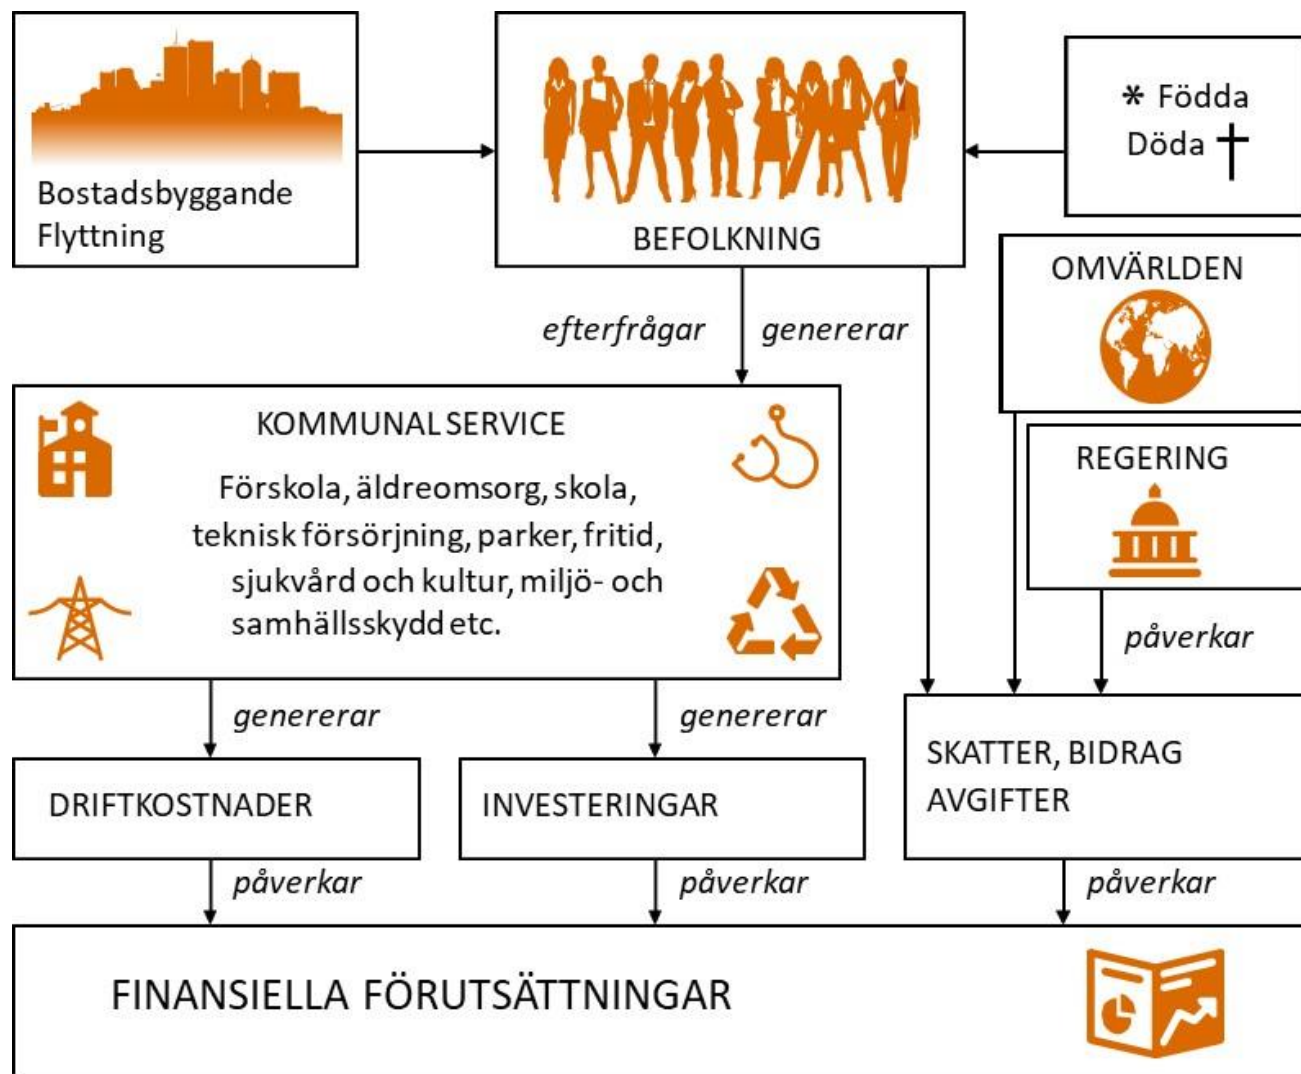 Bostadsbyggande
Flyttning
BEFOLKNING
* Födda
Döda †
OMVÄRLDEN
efterfrågar
genererar
KOMMUNAL SERVICE
Förskola, äldreomsorg, skola,
teknisk försörjning, parker, fritid,
sjukvård och kultur, miljö- och
samhällsskydd etc.
REGERING
påverkar
genererar
genererar
DRIFTKOSTNADER
INVESTERINGAR
SKATTER, BIDRAG
AVGIFTER
påverkar
påverkar
påverkar
FINANSIELLA FÖRUTSÄTTNINGAR